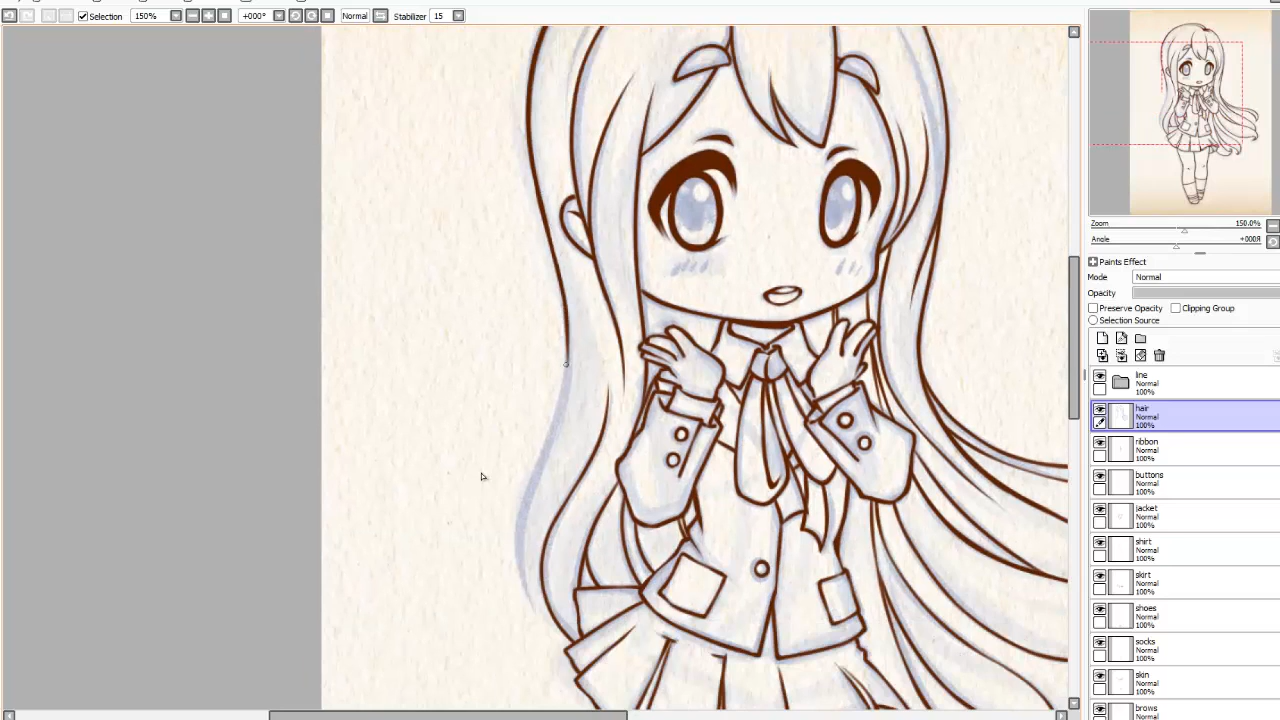 Selection 150% +000° Normal Stabilizer 15
Zoom 150.0%
Angle +000Я
Paints Effect
Mode Normal
Opacity
Preserve Opacity Clipping Group
Selection Source
line
Normal
100%
hair
Normal
100%
ribbon
Normal
100%
buttons
Normal
100%
jacket
Normal
100%
shirt
Normal
100%
skirt
Normal
100%
shoes
Normal
100%
socks
Normal
100%
skin
Normal
100%
brows
Normal